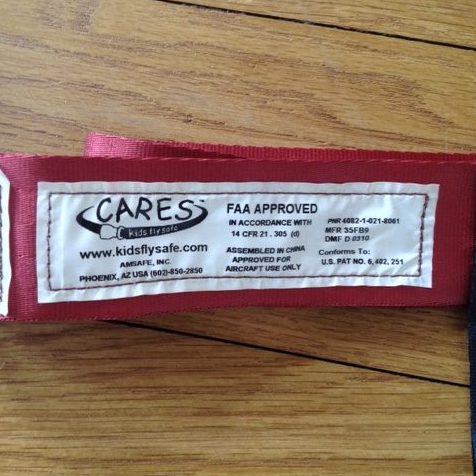 CARES
kids fly safe
www.kidsflysafe.com
AMSAFE, INC.
PHOENIX, AZ USA (602)-850-2850
FAA APPROVED
IN ACCORDANCE WITH
14 CFR 21 . 305 (d)
ASSEMBLED IN CHINA
APPROVED FOR
AIRCRAFT USE ONLY
PNR 4082-1-021-8061
MFR 35FB9
DMF D 0310
Conforms To:
U.S. PAT NO. 6, 402, 251